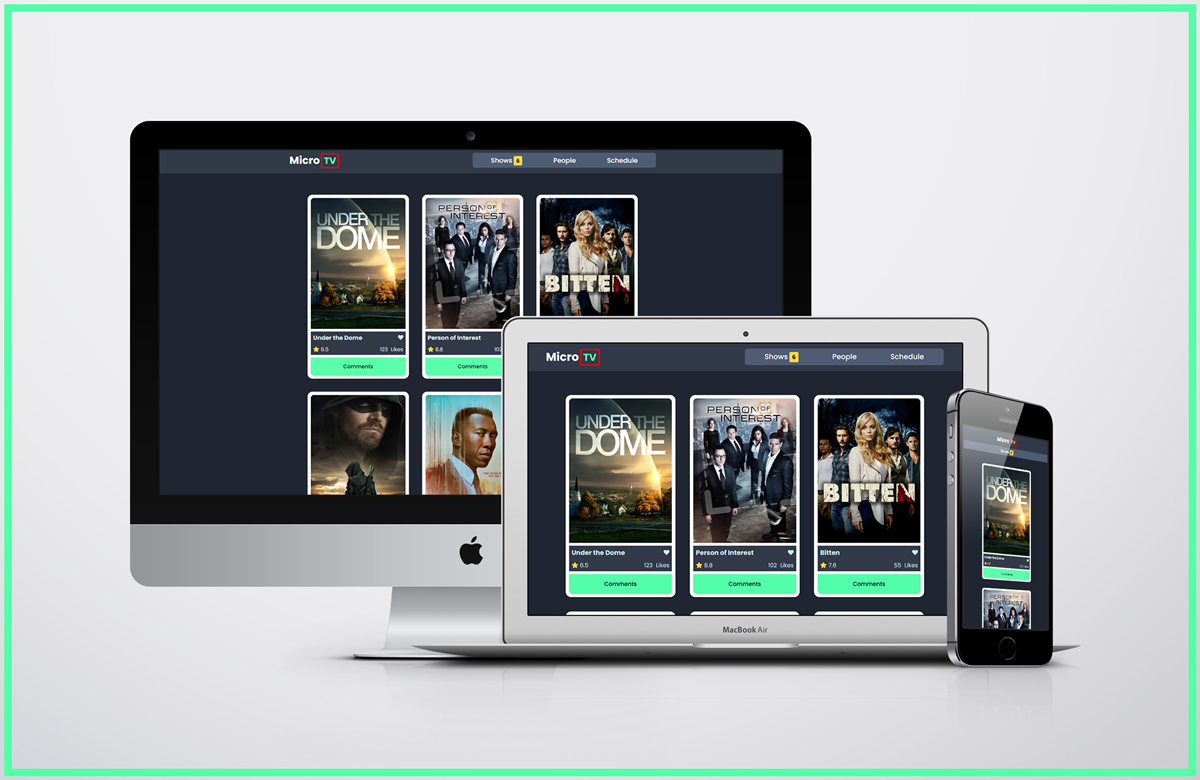 Micro TV
Shows 6 People Schedule
UNDER THE
DOME
PERSON OF
INTEREST
BITTEN
Under the Dome
6.5 123 Likes
Comments
Person of Interest
8.8 102
Comments
Micro TV
Shows 6 People Schedule
UNDER THE
DOME
PERSON OF
INTEREST
BITTEN
Under the Dome
6.5 123 Likes
Comments
Person of Interest
8.8 102 Likes
Comments
Bitten
7.6 55 Likes
Comments
MacBook Air
Micro TV
UNDER THE
DOME
Under the Dome
Comments
PERSON OF
INTEREST